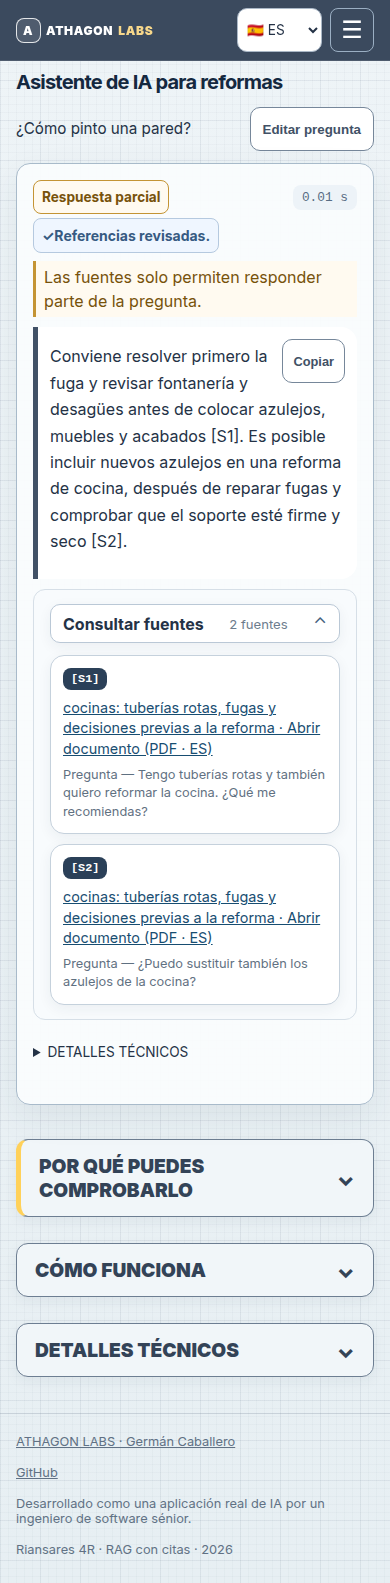 A ATHAGON LABS
🇪🇸 ES
☰
Asistente de IA para reformas
¿Cómo pinto una pared?
Editar pregunta
Respuesta parcial
0.01 s
✓Referencias revisadas.
Las fuentes solo permiten responder
parte de la pregunta.
Copiar
Conviene resolver primero la
fuga y revisar fontanería y
desagües antes de colocar azulejos,
muebles y acabados [S1]. Es posible
incluir nuevos azulejos en una reforma
de cocina, después de reparar fugas y
comprobar que el soporte esté firme y
seco [S2].
Consultar fuentes
2 fuentes
[S1]
cocinas: tuberías rotas, fugas y
decisiones previas a la reforma · Abrir
documento (PDF · ES)
Pregunta — Tengo tuberías rotas y también
quiero reformar la cocina. ¿Qué me
recomiendas?
[S2]
cocinas: tuberías rotas, fugas y
decisiones previas a la reforma · Abrir
documento (PDF · ES)
Pregunta — ¿Puedo sustituir también los
azulejos de la cocina?
DETALLES TÉCNICOS
POR QUÉ PUEDES
COMPROBARLO
CÓMO FUNCIONA
DETALLES TÉCNICOS
ATHAGON LABS · Germán Caballero
GitHub
Desarrollado como una aplicación real de IA por un
ingeniero de software sénior.
Riansares 4R · RAG con citas · 2026